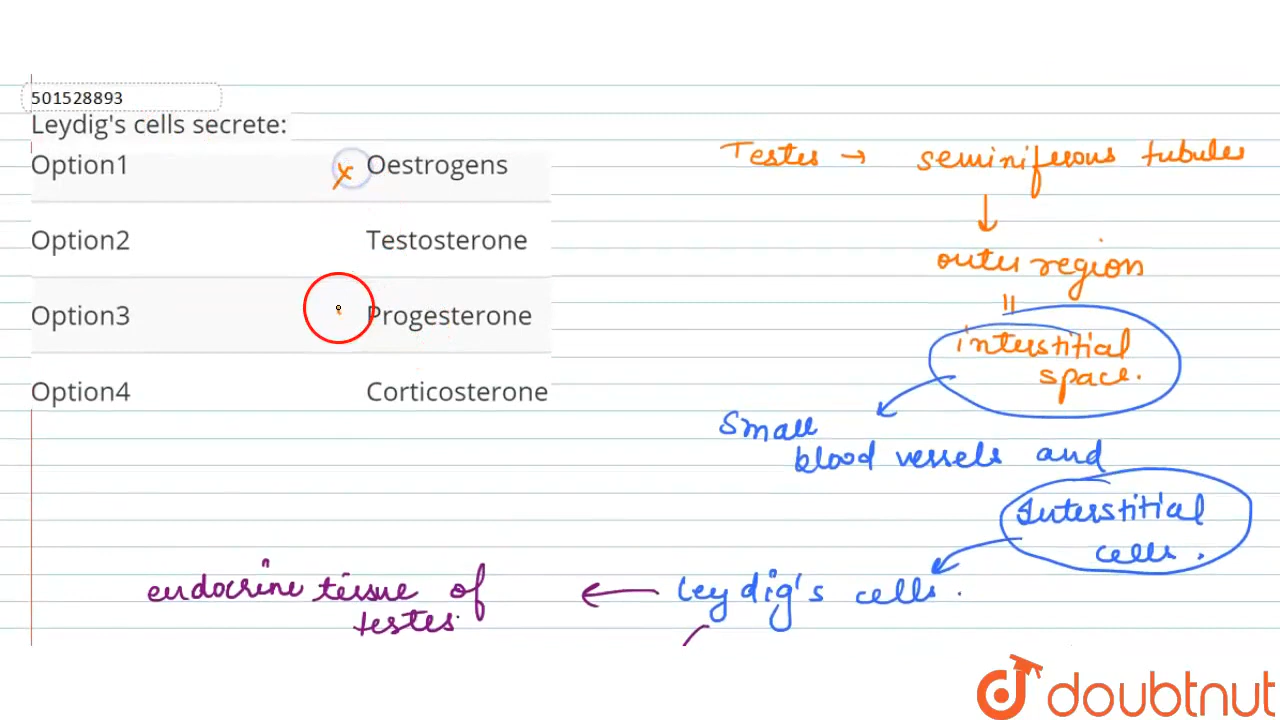 501528893
Leydig's cells secrete:
Option1 x Oestrogens
Option2 Testosterone
Option3 Progesterone
Option4 Corticosterone
Testes → seminiferous tubules
↓
outer region
||
interstitial
space.
Small
blood vessels and
Interstitial
cells.
Leydig's cells.
←
endocrine tissue of
testes.
doubtnut